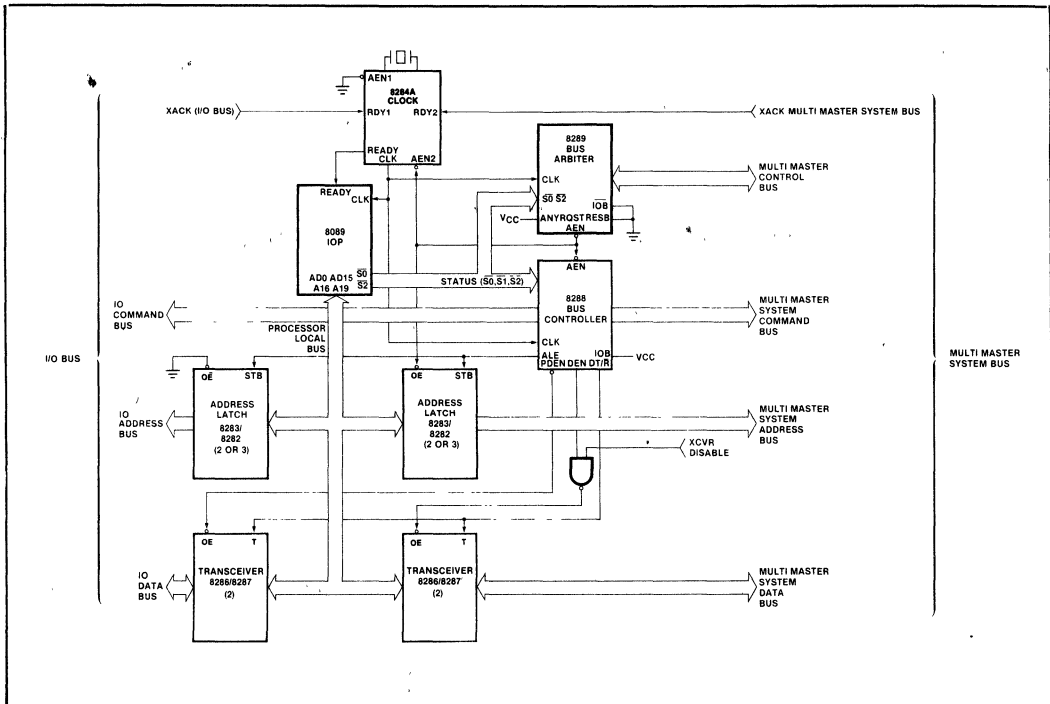 AEN1
8284A
CLOCK
XACK (I/O BUS)
RDY1 RDY2
XACK MULTI MASTER SYSTEM BUS
READY
CLK AEN2
8289
BUS
ARBITER
CLK
S0 S2
IOB
VCC
ANYRQSTRESB
AEN
MULTI MASTER
CONTROL
BUS
READY
CLK
8089
IOP
AD0 AD15
A16 A19
S0
S2
STATUS (S0,S1,S2)
AEN
8288
BUS
CONTROLLER
CLK
ALE
IOB
VCC
PDEN DEN DT/R
IO
COMMAND
BUS
PROCESSOR
LOCAL
BUS
MULTI MASTER
SYSTEM
COMMAND
BUS
I/O BUS
MULTI MASTER
SYSTEM BUS
OE STB
ADDRESS
LATCH
8283/
8282
(2 OR 3)
OE STB
ADDRESS
LATCH
8283/
8282
(2 OR 3)
IO
ADDRESS
BUS
MULTI MASTER
SYSTEM
ADDRESS
BUS
XCVR
DISABLE
OE T
TRANSCEIVER
8286/8287
(2)
OE T
TRANSCEIVER
8286/8287
(2)
IO
DATA
BUS
MULTI MASTER
SYSTEM
DATA
BUS